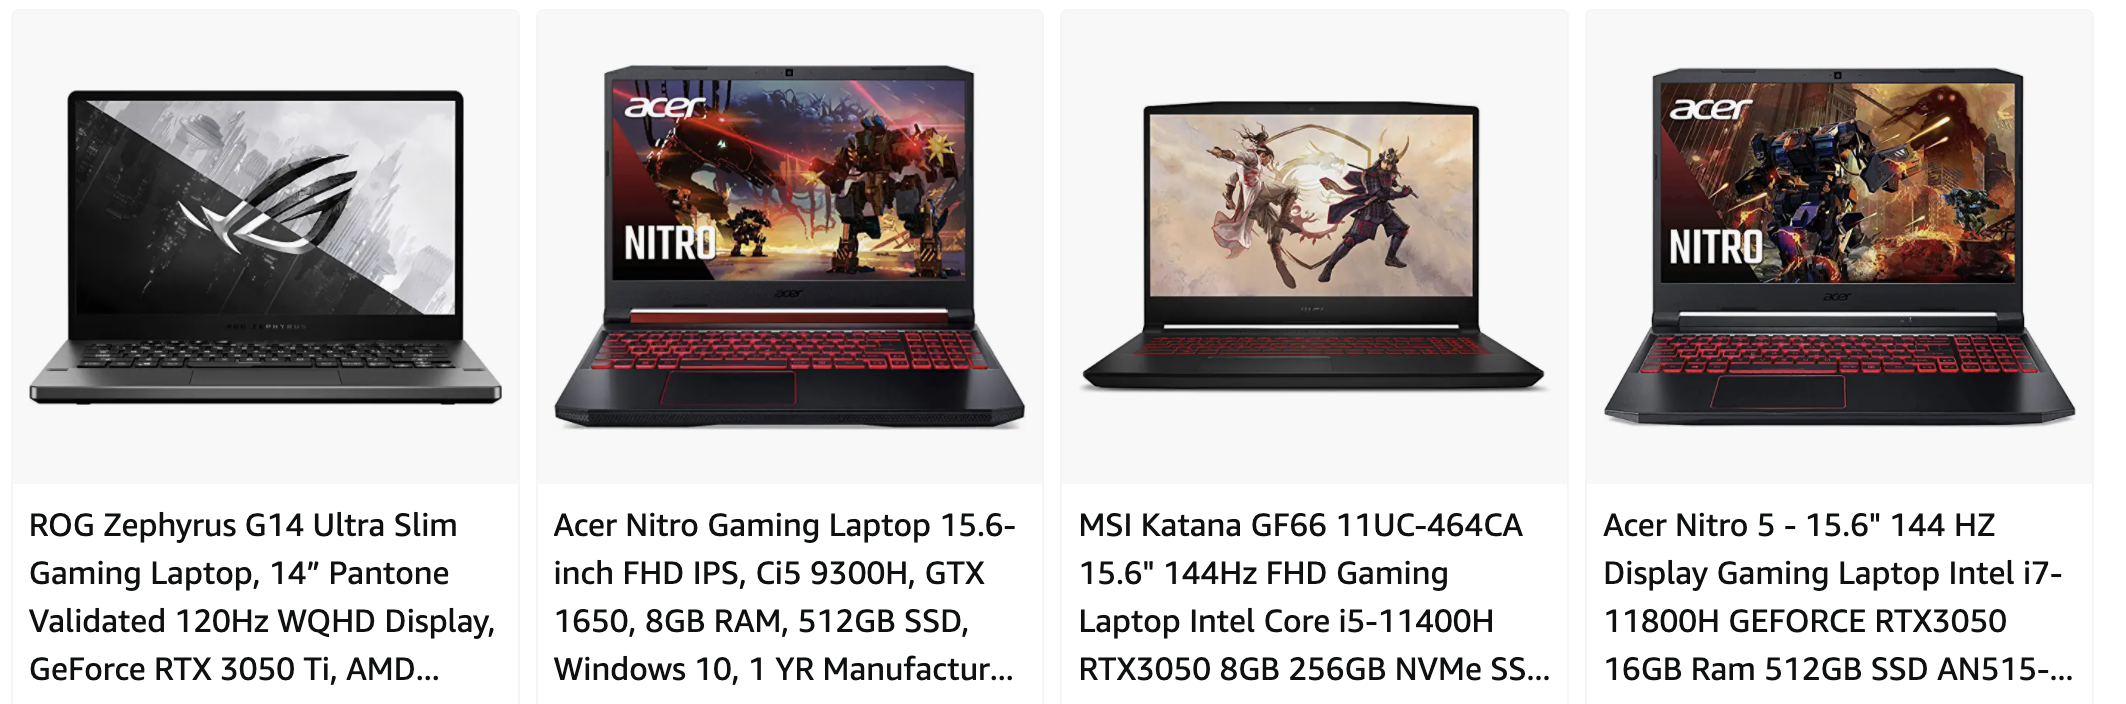 acer
NITRO
acer
ROG ZEPHYRUS
acer
NITRO
acer
ROG Zephyrus G14 Ultra Slim
Gaming Laptop, 14” Pantone
Validated 120Hz WQHD Display,
GeForce RTX 3050 Ti, AMD...
Acer Nitro Gaming Laptop 15.6-
inch FHD IPS, Ci5 9300H, GTX
1650, 8GB RAM, 512GB SSD,
Windows 10, 1 YR Manufactur...
MSI Katana GF66 11UC-464CA
15.6" 144Hz FHD Gaming
Laptop Intel Core i5-11400H
RTX3050 8GB 256GB NVMe SS...
Acer Nitro 5 - 15.6" 144 HZ
Display Gaming Laptop Intel i7-
11800H GEFORCE RTX3050
16GB Ram 512GB SSD AN515-...